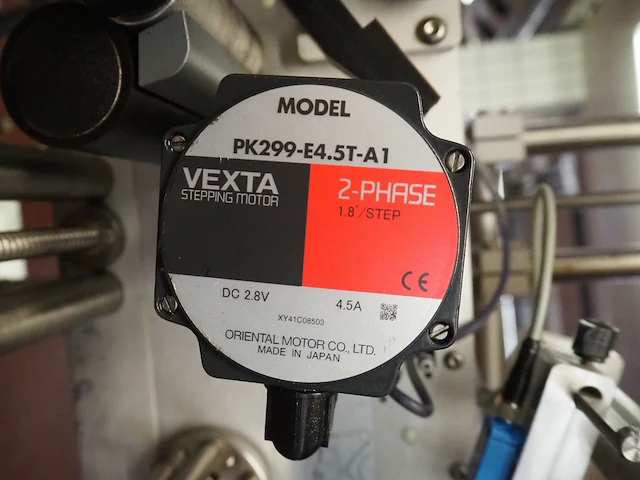 MODEL
PK299-E4.5T-A1
VEXTA
STEPPING MOTOR
2-PHASE
1.8°/STEP
CE
DC 2.8V
4.5A
XY41C08503
ORIENTAL MOTOR CO., LTD.
MADE IN JAPAN